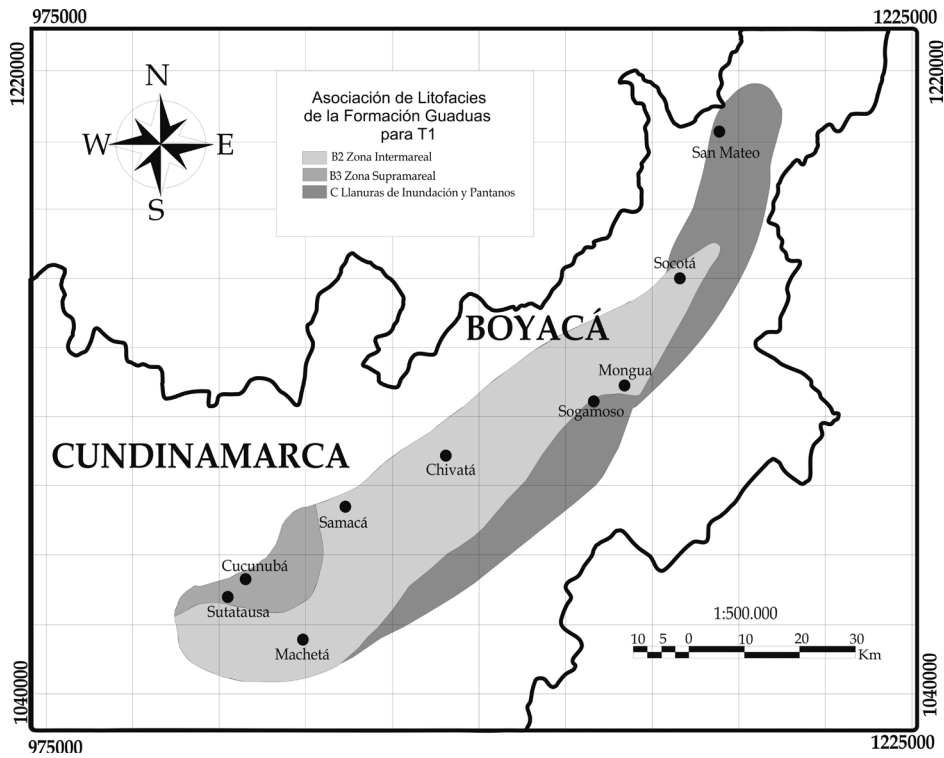 975000
1225000
1220000
1220000
N
W
E
S
Asociación de Litofacies
de la Formación Guaduas
para T1
B2 Zona Intermareal
B3 Zona Supramareal
C Llanuras de Inundación y Pantanos
San Mateo
Socotá
BOYACÁ
Mongua
Sogamoso
CUNDINAMARCA
Chivatá
Samacá
Cucunubá
Sutatausa
Machetá
1:500.000
10 5 0 10 20 30
Km
1040000
1040000
975000
1225000